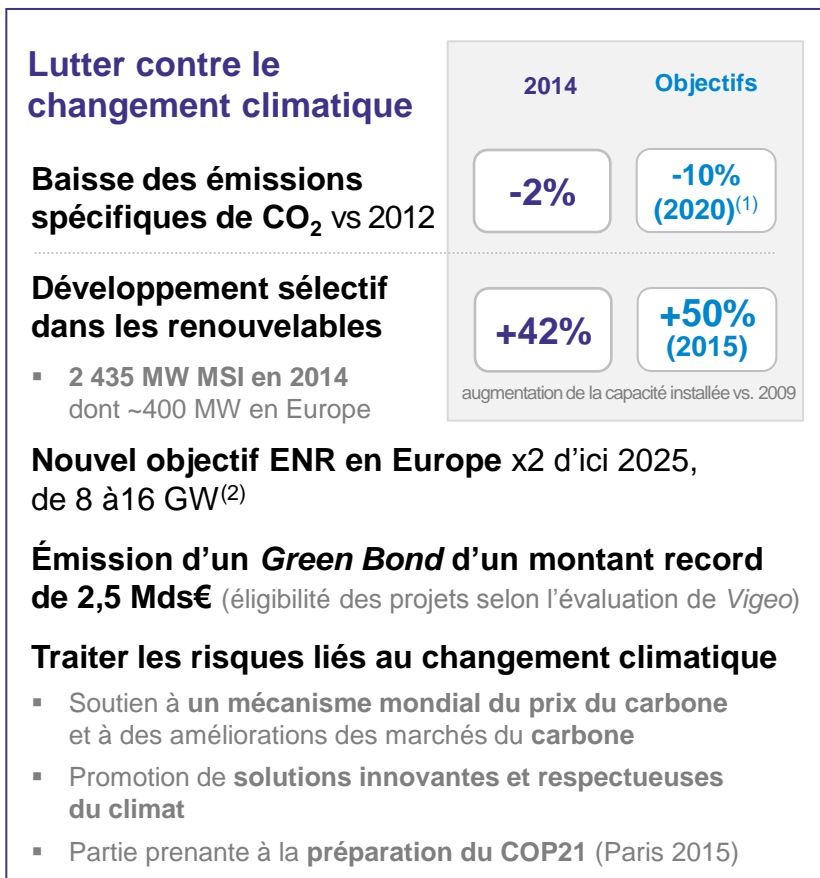 Lutter contre le
changement climatique
2014
Objectifs
Baisse des émissions
spécifiques de CO₂ vs 2012
-2%
-10%
(2020)⁽¹⁾
Développement sélectif
dans les renouvelables
+42%
+50%
(2015)
▪ 2 435 MW MSI en 2014
dont ~400 MW en Europe
augmentation de la capacité installée vs. 2009
Nouvel objectif ENR en Europe x2 d’ici 2025,
de 8 à16 GW⁽²⁾
Émission d’un Green Bond d’un montant record
de 2,5 Mds€ (éligibilité des projets selon l’évaluation de Vigeo)
Traiter les risques liés au changement climatique
▪ Soutien à un mécanisme mondial du prix du carbone
et à des améliorations des marchés du carbone
▪ Promotion de solutions innovantes et respectueuses
du climat
▪ Partie prenante à la préparation du COP21 (Paris 2015)